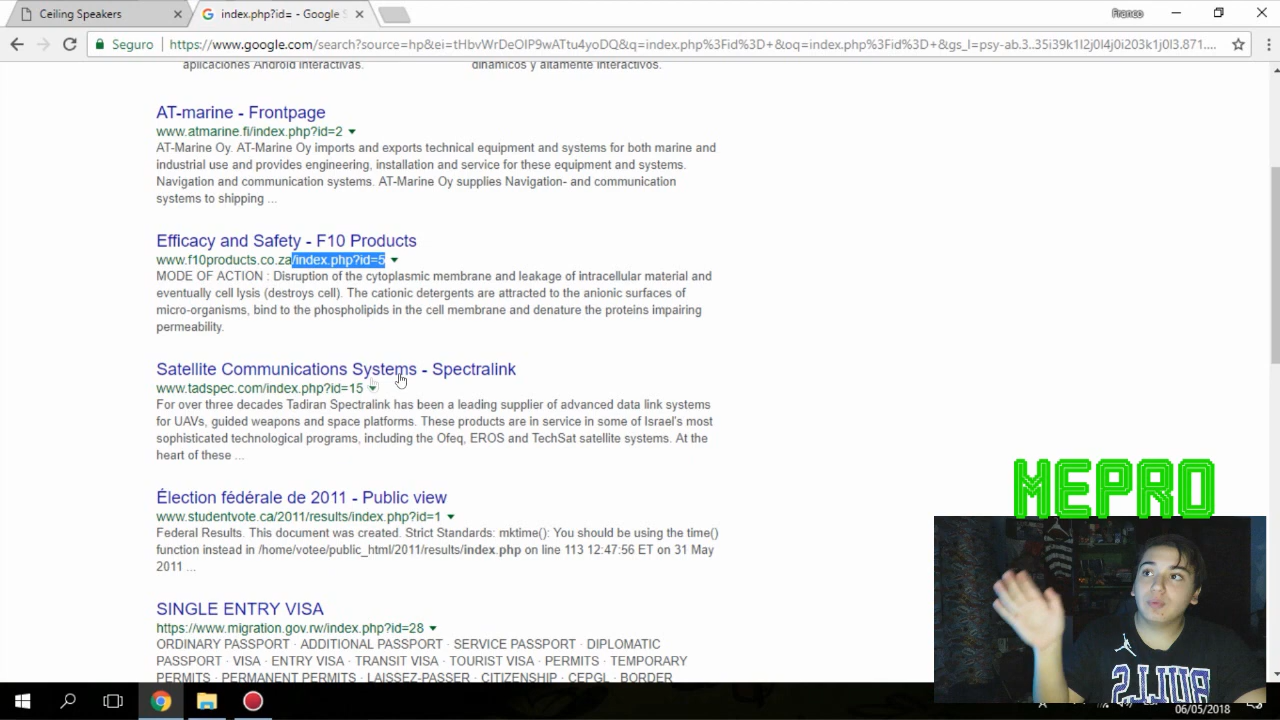 Ceiling Speakers
index.php?id= - Google S
Franco
Seguro
https://www.google.com/search?source=hp&ei=tHbvWrDeOIP9wATtu4yoDQ&q=index.php%3Fid%3D+&oq=index.php%3Fid%3D+&gs_l=psy-ab.3..35i39k1l2j0l4j0i203k1j0l3.871....
aplicaciones Android interactivas.
dinámicos y altamente interactivos.
AT-marine - Frontpage
www.atmarine.fi/index.php?id=2
AT-Marine Oy. AT-Marine Oy imports and exports technical equipment and systems for both marine and
industrial use and provides engineering, installation and service for these equipment and systems.
Navigation and communication systems. AT-Marine Oy supplies Navigation- and communication
systems to shipping ...
Efficacy and Safety - F10 Products
www.f10products.co.za/index.php?id=5
MODE OF ACTION : Disruption of the cytoplasmic membrane and leakage of intracellular material and
eventually cell lysis (destroys cell). The cationic detergents are attracted to the anionic surfaces of
micro-organisms, bind to the phospholipids in the cell membrane and denature the proteins impairing
permeability.
Satellite Communications Systems - Spectralink
www.tadspec.com/index.php?id=15
For over three decades Tadiran Spectralink has been a leading supplier of advanced data link systems
for UAVs, guided weapons and space platforms. These products are in service in some of Israel's most
sophisticated technological programs, including the Ofeq, EROS and TechSat satellite systems. At the
heart of these ...
Élection fédérale de 2011 - Public view
www.studentvote.ca/2011/results/index.php?id=1
Federal Results. This document was created. Strict Standards: mktime(): You should be using the time()
function instead in /home/votee/public_html/2011/results/index.php on line 113 12:47:56 ET on 31 May
2011 ...
SINGLE ENTRY VISA
https://www.migration.gov.rw/index.php?id=28
ORDINARY PASSPORT · ADDITIONAL PASSPORT · SERVICE PASSPORT · DIPLOMATIC
PASSPORT · VISA · ENTRY VISA · TRANSIT VISA · TOURIST VISA · PERMITS · TEMPORARY
PERMITS · PERMANENT PERMITS · LAISSEZ-PASSER · CITIZENSHIP · CEPGL · BORDER
MEPRO
BULLS
06/05/2018